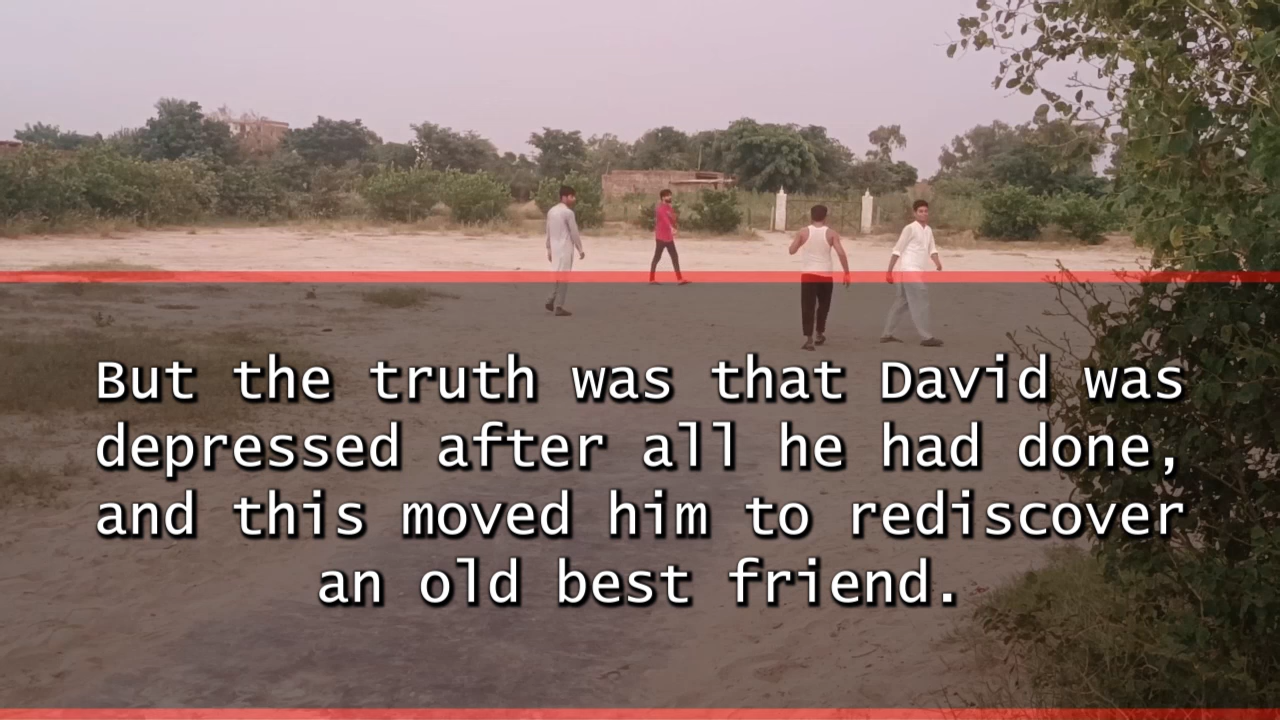 But the truth was that David was
depressed after all he had done,
and this moved him to rediscover
an old best friend.